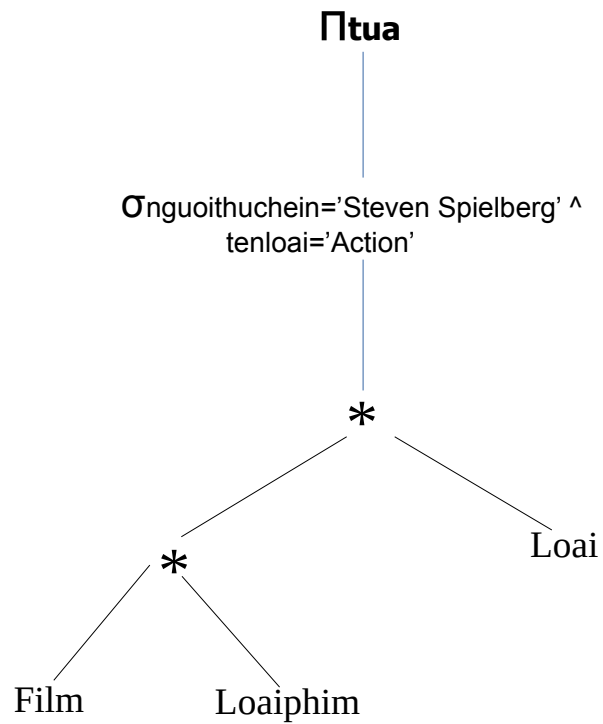 Πtua
σnguoithuchein=’Steven Spielberg’ ^
tenloai=’Action’
*
Loai
*
Film
Loaiphim